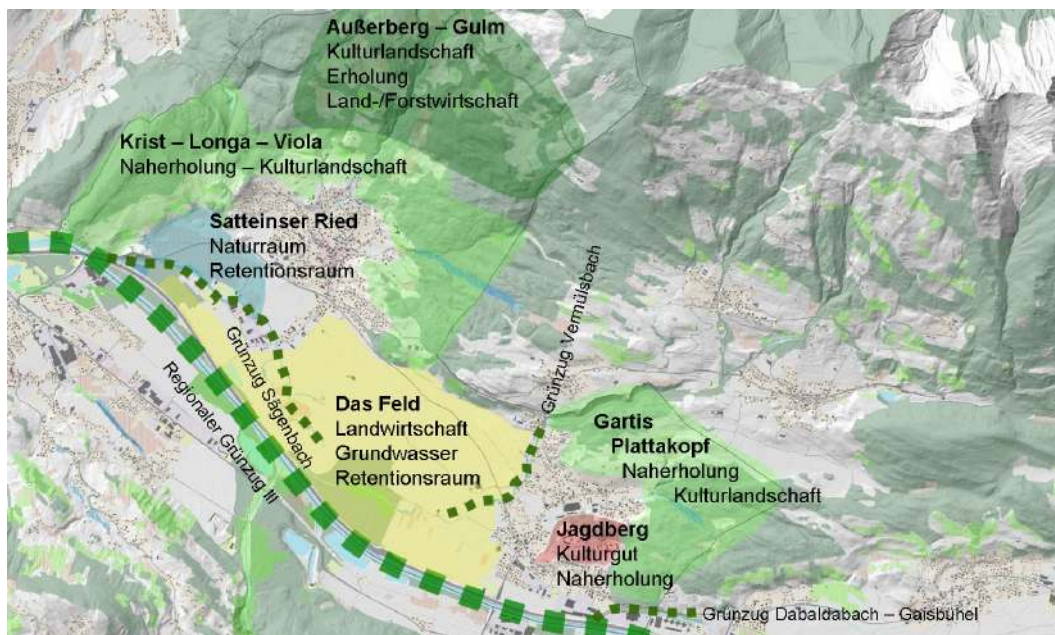 Außerberg – Gulm
Kulturlandschaft
Erholung
Land-/Forstwirtschaft
Krist – Longa – Viola
Naherholung – Kulturlandschaft
Satteinser Ried
Naturraum
Retentionsraum
Grünzug Vermülsbach
Grünzug Sägenbach
Regionaler Grünzug III
Das Feld
Landwirtschaft
Grundwasser
Retentionsraum
Gartis
Plattakopf
Naherholung
Kulturlandschaft
Jagdberg
Kulturgut
Naherholung
Grünzug Dabaldabach – Gaisbühel